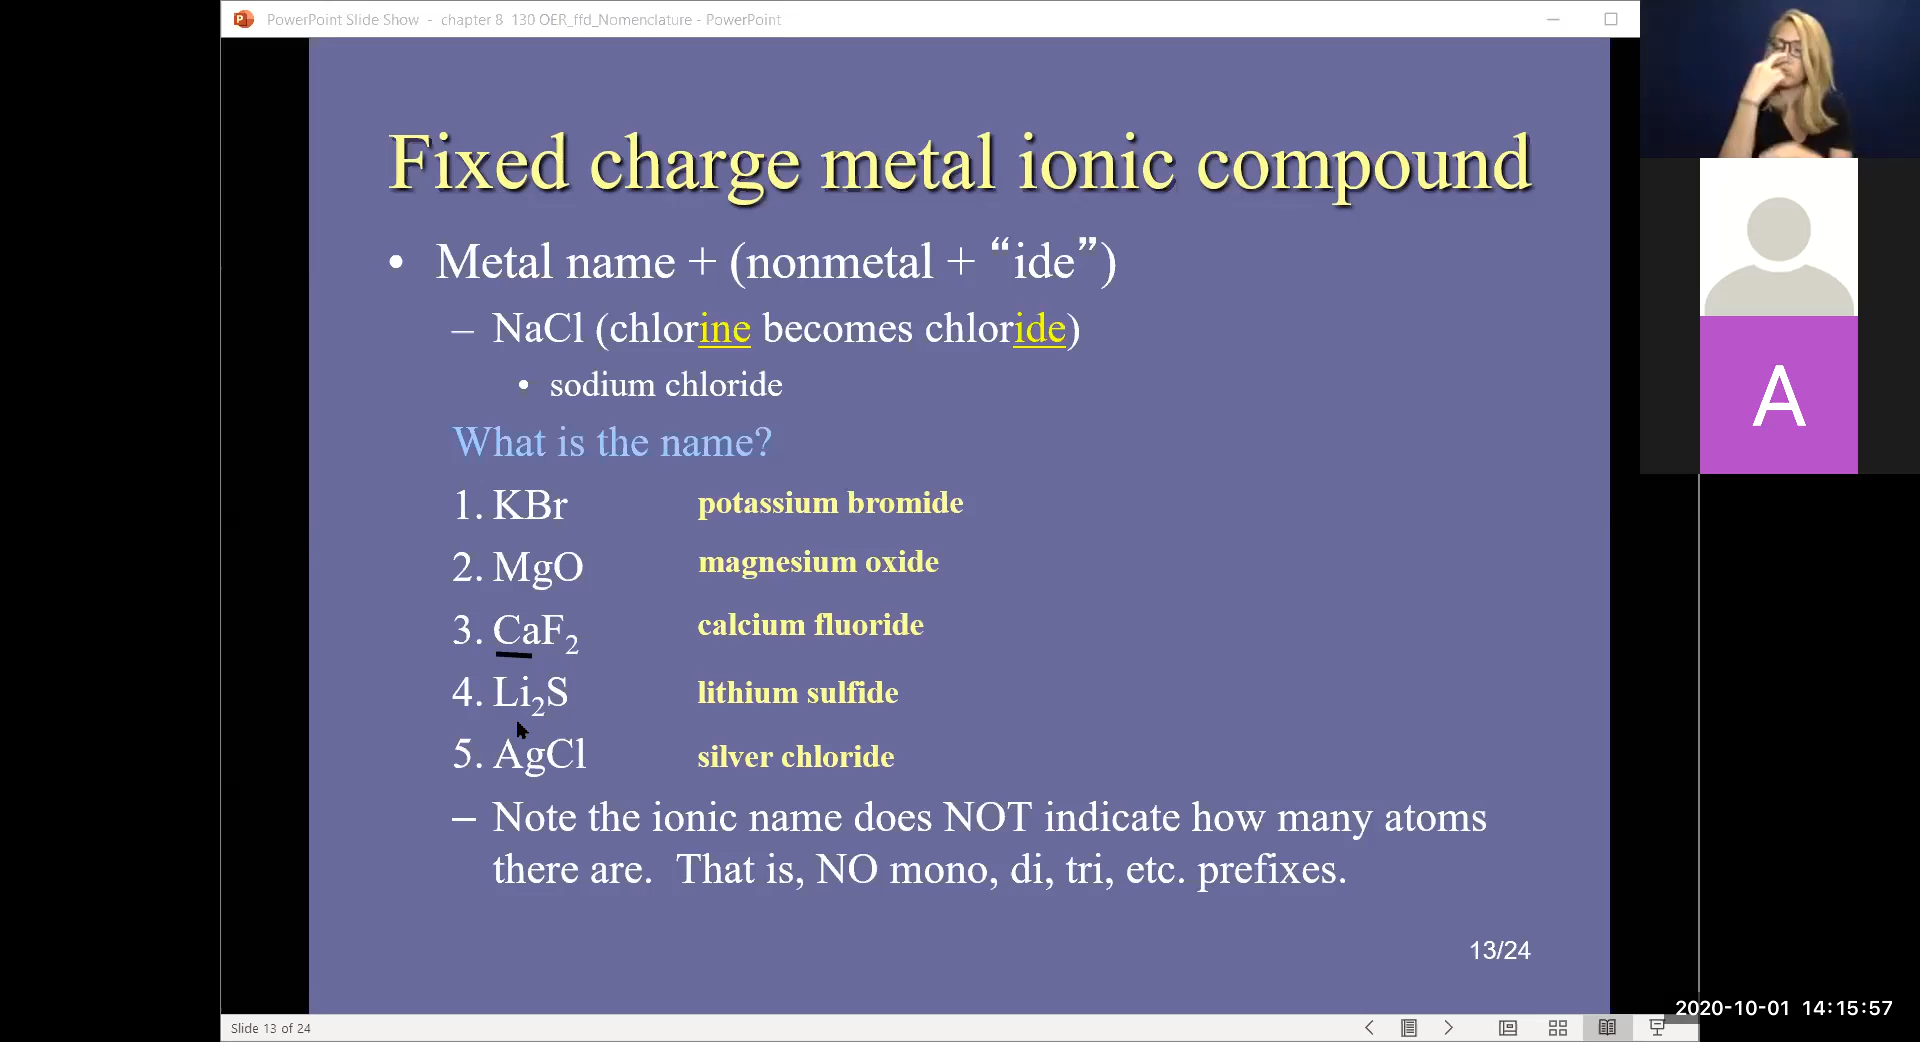 PowerPoint Slide Show - chapter 8 130 OER_ffd_Nomenclature - PowerPoint
Fixed charge metal ionic compound
• Metal name + (nonmetal + “ide”)
– NaCl (chlorine becomes chloride)
• sodium chloride
What is the name?
1. KBr potassium bromide
2. MgO magnesium oxide
3. CaF2 calcium fluoride
4. Li2S lithium sulfide
5. AgCl silver chloride
– Note the ionic name does NOT indicate how many atoms
there are. That is, NO mono, di, tri, etc. prefixes.
13/24
A
2020-10-01 14:15:57
Slide 13 of 24